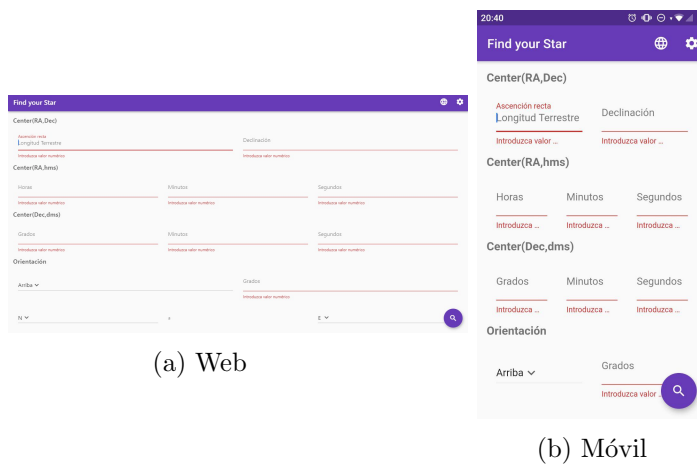 Find your Star
Center(RA,Dec)
Ascención recta
Longitud Terrestre
Declinación
Introduzca valor numérico
Introduzca valor numérico
Center(RA,hms)
Horas
Minutos
Segundos
Introduzca valor numérico
Introduzca valor numérico
Introduzca valor numérico
Center(Dec,dms)
Grados
Minutos
Segundos
Introduzca valor numérico
Introduzca valor numérico
Introduzca valor numérico
Orientación
Arriba
Grados
Introduzca valor numérico
N
+
E
(a) Web
20:40
Find your Star
Center(RA,Dec)
Ascención recta
Longitud Terrestre
Declinación
Introduzca valor ...
Introduzca valor ...
Center(RA,hms)
Horas
Minutos
Segundos
Introduzca ...
Introduzca ...
Introduzca ...
Center(Dec,dms)
Grados
Minutos
Segundos
Introduzca ...
Introduzca ...
Introduzca ...
Orientación
Arriba
Grados
Introduzca valor
(b) Móvil